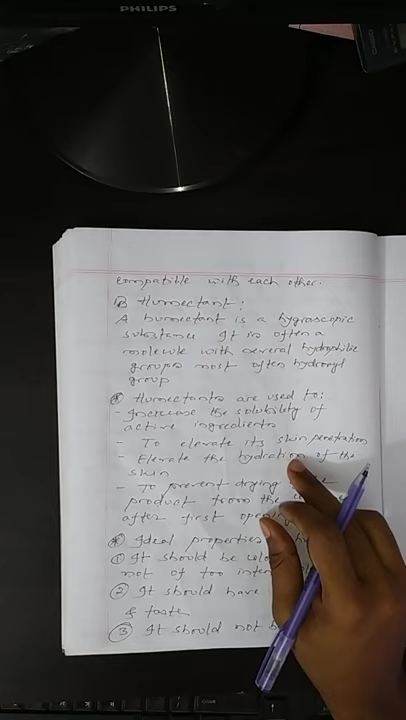 PHILIPS
CASIO
compatible with each other.
B Humectant:
A humectant is a hygrascopic
substance It is often a
molecule with several hydrophilic
groups most often hydroxyl
group
* Humectants are used to:
- Increase the solubility of
active ingredients
- To elevate its skin penetration
- Elevate the hydration of the
skin
- To prevent drying
product from the
after first opening
* Ideal properties
① It should be
not of too
② It should have
& taste
③ It should not